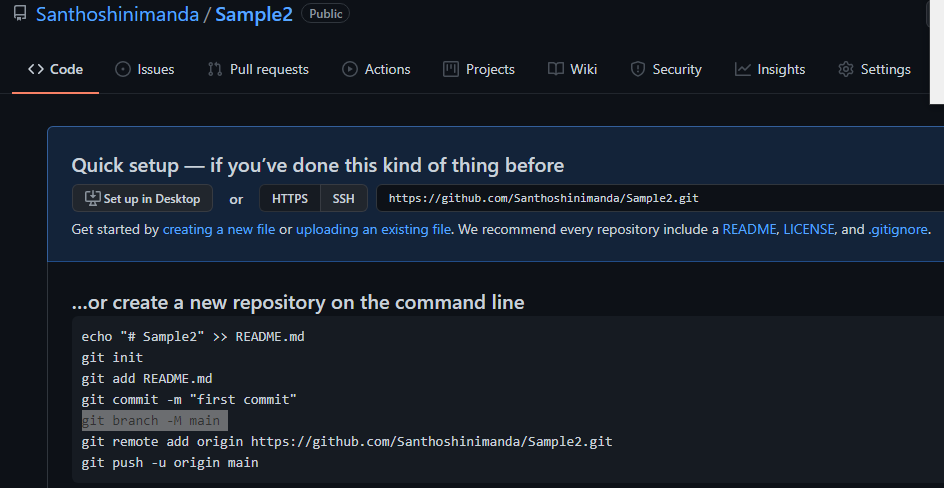 Santhoshinimanda / Sample2 Public
Code Issues Pull requests Actions Projects Wiki Security Insights Settings
Quick setup — if you’ve done this kind of thing before
Set up in Desktop or HTTPS SSH https://github.com/Santhoshinimanda/Sample2.git
Get started by creating a new file or uploading an existing file. We recommend every repository include a README, LICENSE, and .gitignore.
…or create a new repository on the command line
echo "# Sample2" >> README.md
git init
git add README.md
git commit -m "first commit"
git branch -M main
git remote add origin https://github.com/Santhoshinimanda/Sample2.git
git push -u origin main